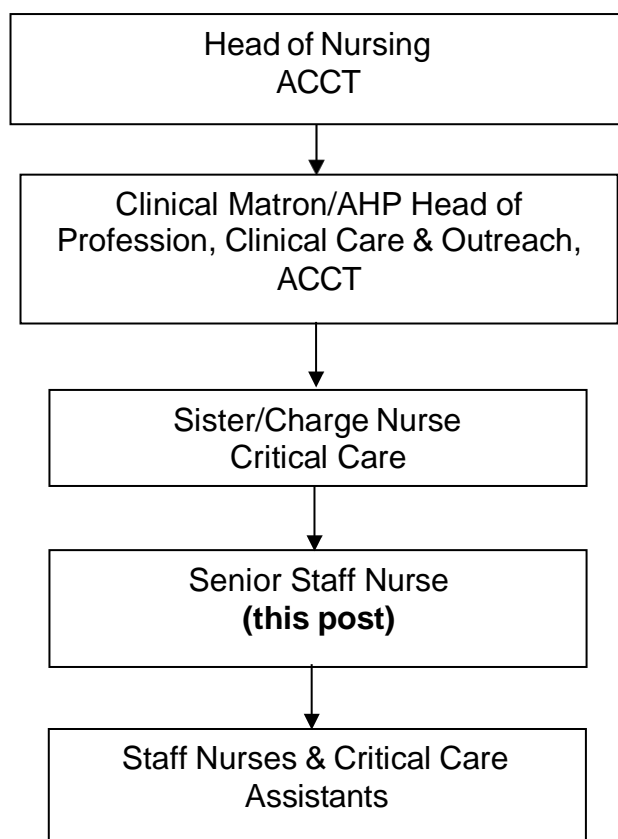 Head of Nursing
ACCT
Clinical Matron/AHP Head of
Profession, Clinical Care & Outreach,
ACCT
Sister/Charge Nurse
Critical Care
Senior Staff Nurse
(this post)
Staff Nurses & Critical Care
Assistants